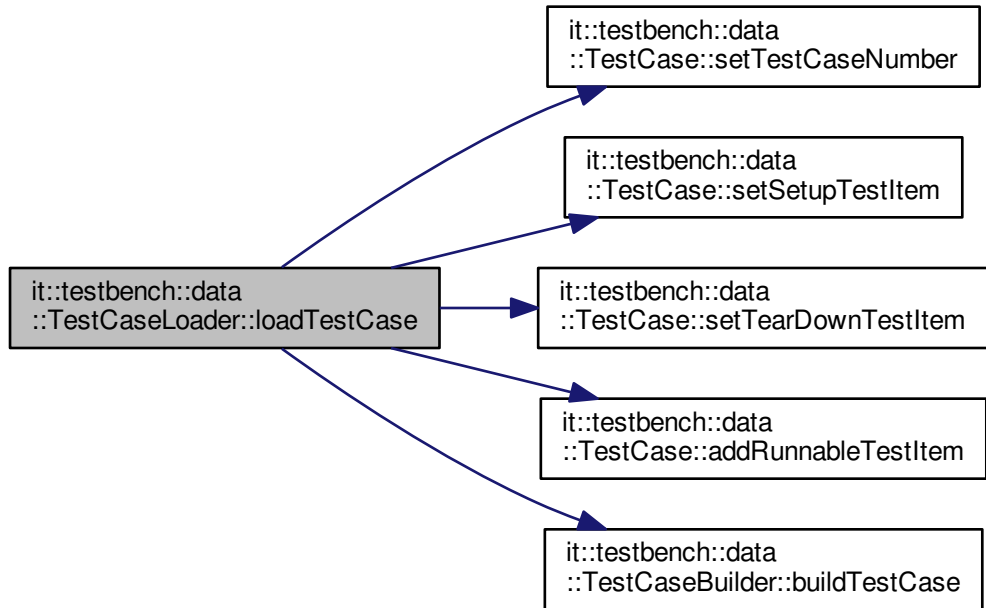 it::testbench::data
::TestCase::setTestCaseNumber
it::testbench::data
::TestCase::setSetupTestItem
it::testbench::data
::TestCaseLoader::loadTestCase
it::testbench::data
::TestCase::setTearDownTestItem
it::testbench::data
::TestCase::addRunnableTestItem
it::testbench::data
::TestCaseBuilder::buildTestCase